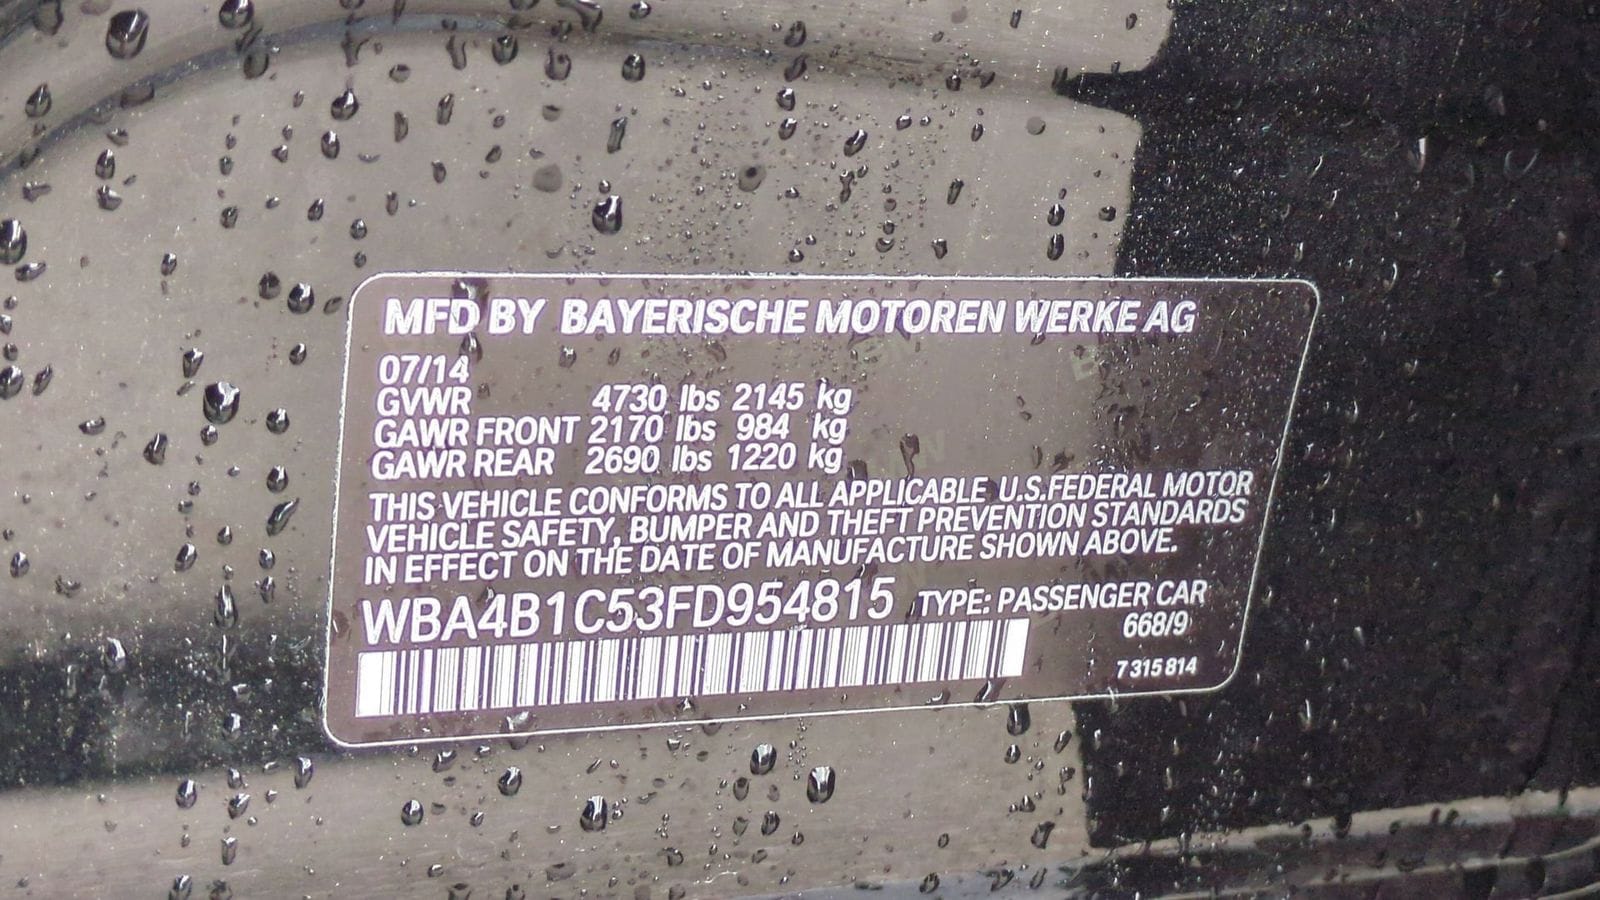 MFD BY BAYERISCHE MOTOREN WERKE AG
07/14
GVWR 4730 lbs 2145 kg
GAWR FRONT 2170 lbs 984 kg
GAWR REAR 2690 lbs 1220 kg
THIS VEHICLE CONFORMS TO ALL APPLICABLE U.S.FEDERAL MOTOR
VEHICLE SAFETY, BUMPER AND THEFT PREVENTION STANDARDS
IN EFFECT ON THE DATE OF MANUFACTURE SHOWN ABOVE.
WBA4B1C53FD954815 TYPE: PASSENGER CAR
668/9
7 315 814